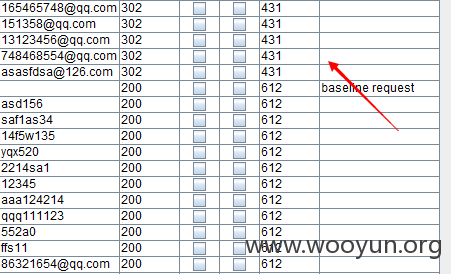 165465748@qq.com 302 431
151358@qq.com 302 431
13123456@qq.com 302 431
748468554@qq.com 302 431
asasfdsa@126.com 302 431
200 612 baseline request
asd156 200 612
saf1as34 200 612
14f5w135 200 612
yqx520 200 612
2214sa1 200 612
12345 200 612
aaa124214 200 612
qqq111123 200 612
552a0 200 612
ffs11 200 612
86321654@qq.com 200 612
www.wooyun.org